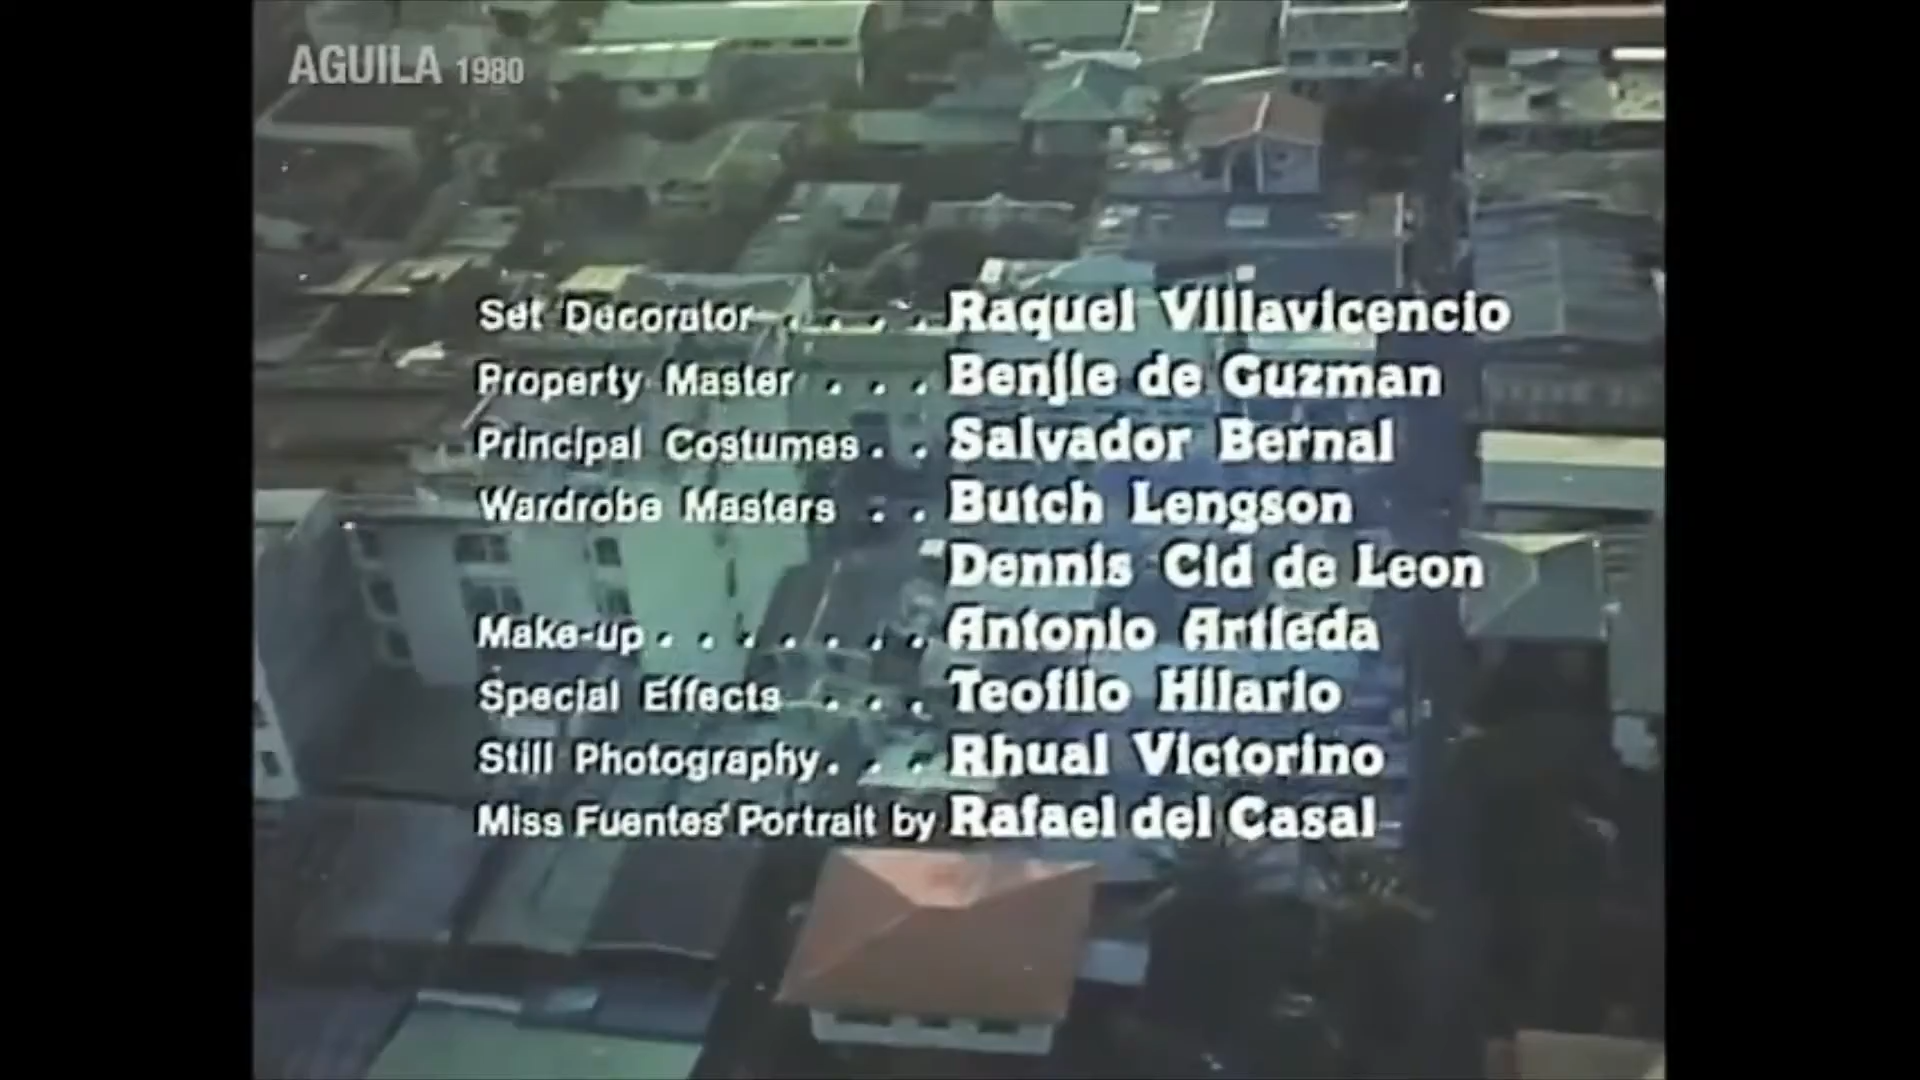 AGUILA 1980
Set Decorator . . . . Raquel Villavicencio
Property Master . . . Benjie de Guzman
Principal Costumes . . Salvador Bernal
Wardrobe Masters . . Butch Lengson
Dennis Cid de Leon
Make-up . . . . . . . Antonio Artieda
Special Effects . . . Teofilo Hilario
Still Photography . . . Rhual Victorino
Miss Fuentes' Portrait by Rafael del Casal